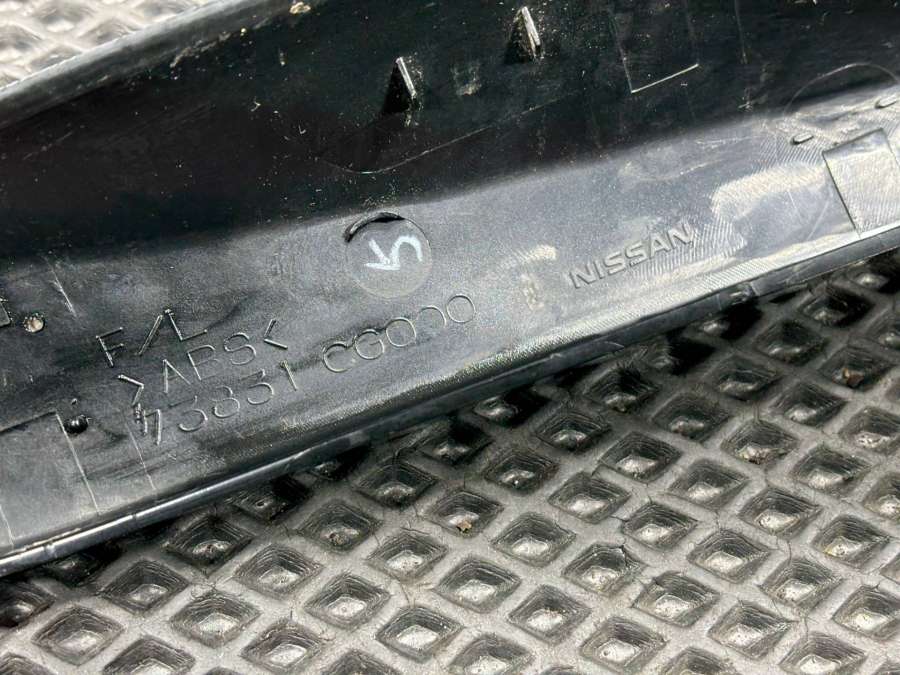 5
NISSAN
F/L
>ABS<
73831 CG000